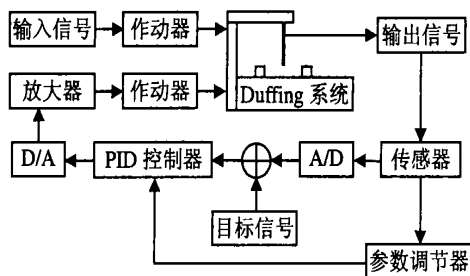 输入信号
作动器
输出信号
放大器
作动器
Duffing 系统
D/A
PID 控制器
A/D
传感器
目标信号
参数调节器